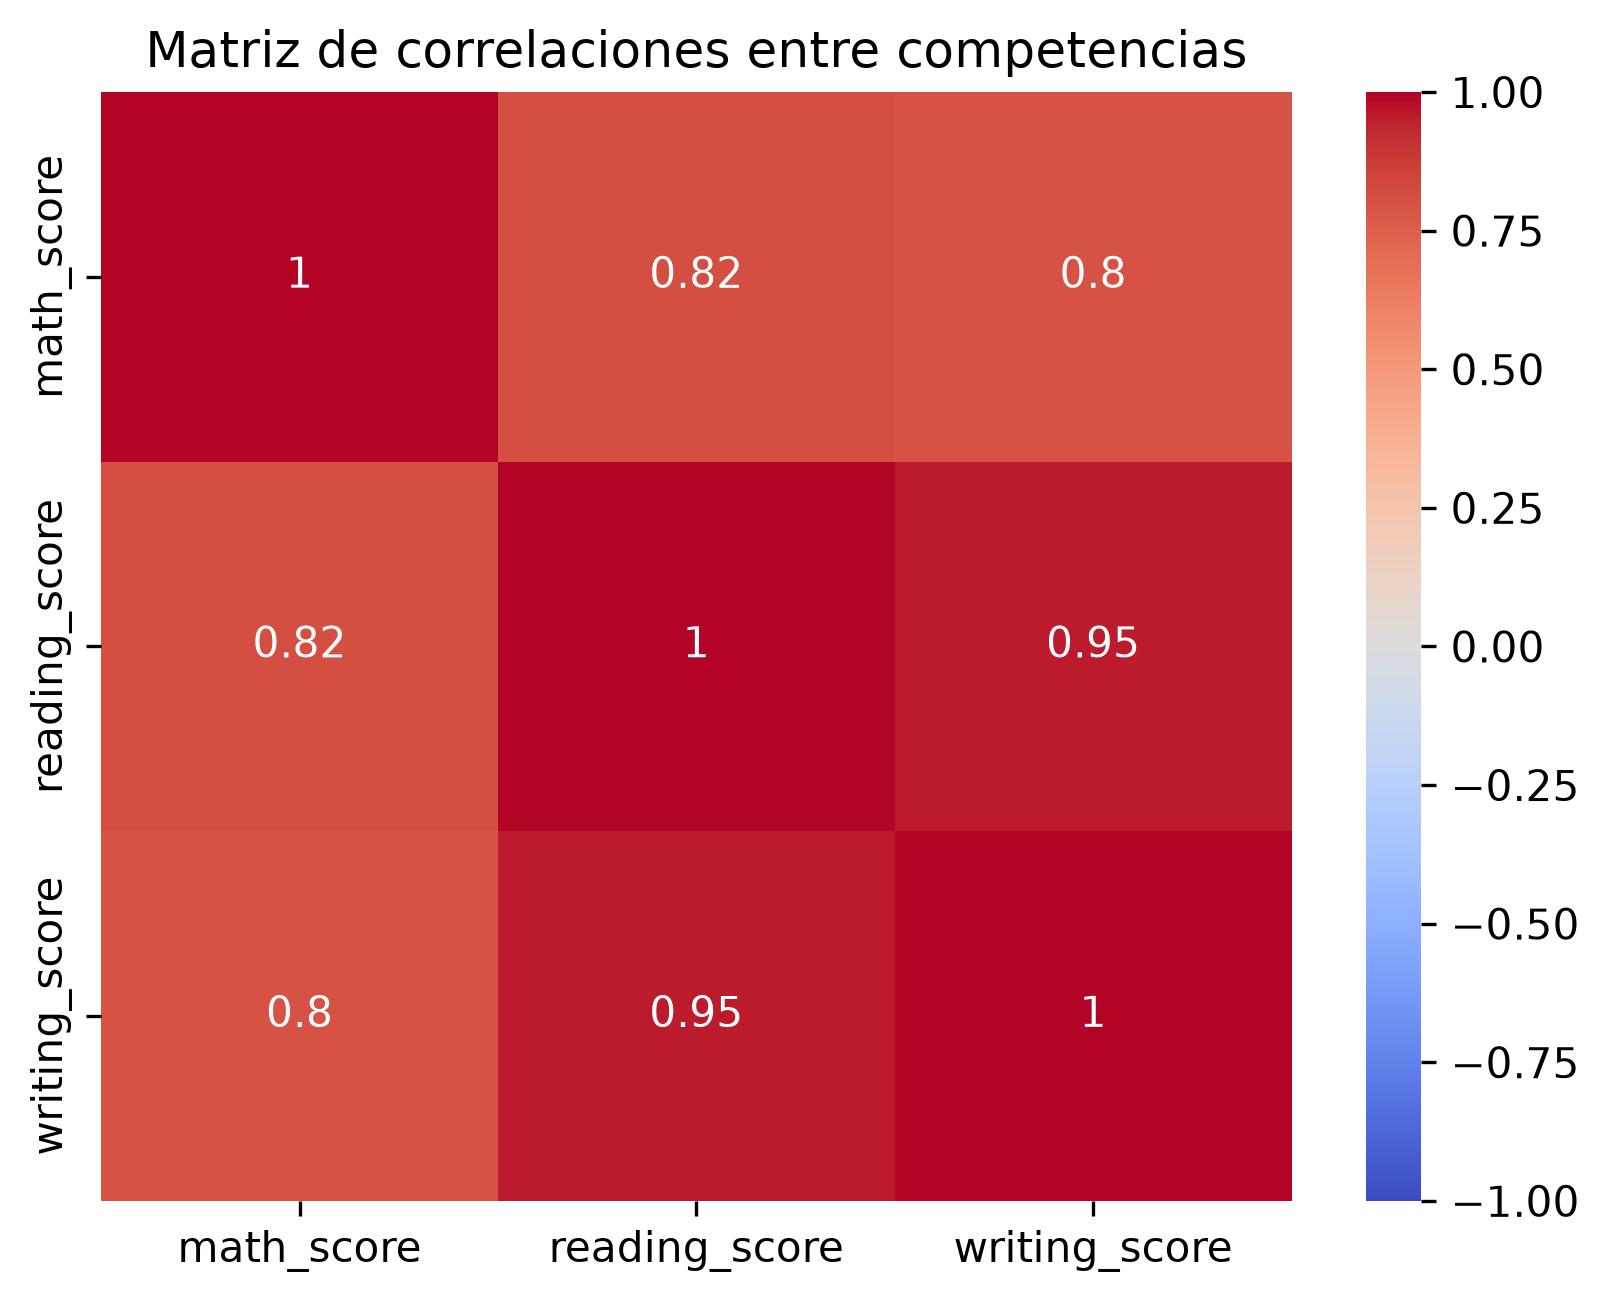 Matriz de correlaciones entre competencias
math_score
1
0.82
0.8
reading_score
0.82
1
0.95
writing_score
0.8
0.95
1
math_score
reading_score
writing_score
1.00
0.75
0.50
0.25
0.00
−0.25
−0.50
−0.75
−1.00